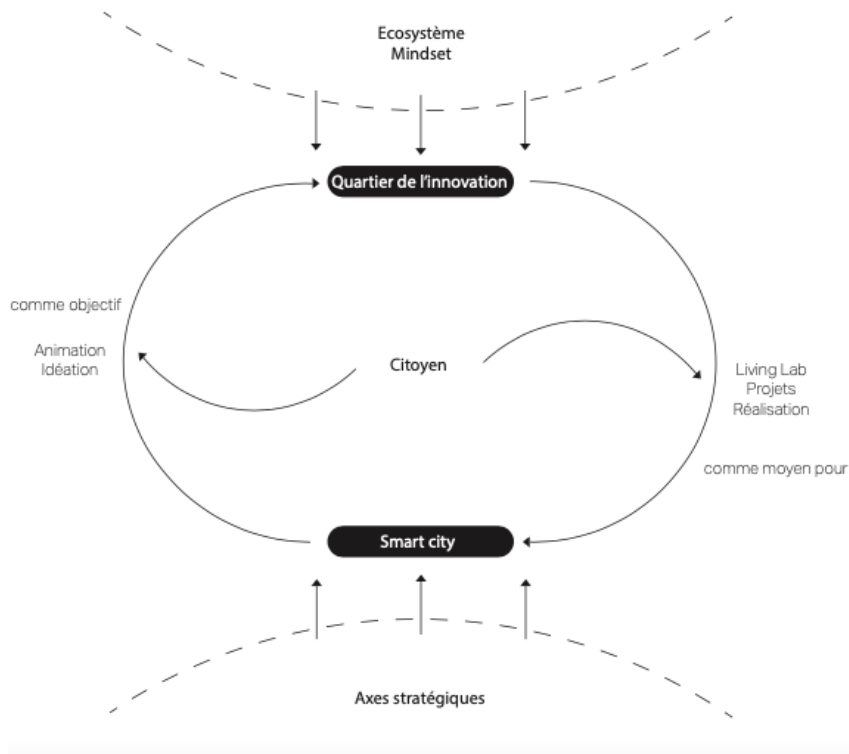 Ecosystème
Mindset
Quartier de l'innovation
comme objectif
Animation
Idéation
Citoyen
Living Lab
Projets
Réalisation
comme moyen pour
Smart city
Axes stratégiques